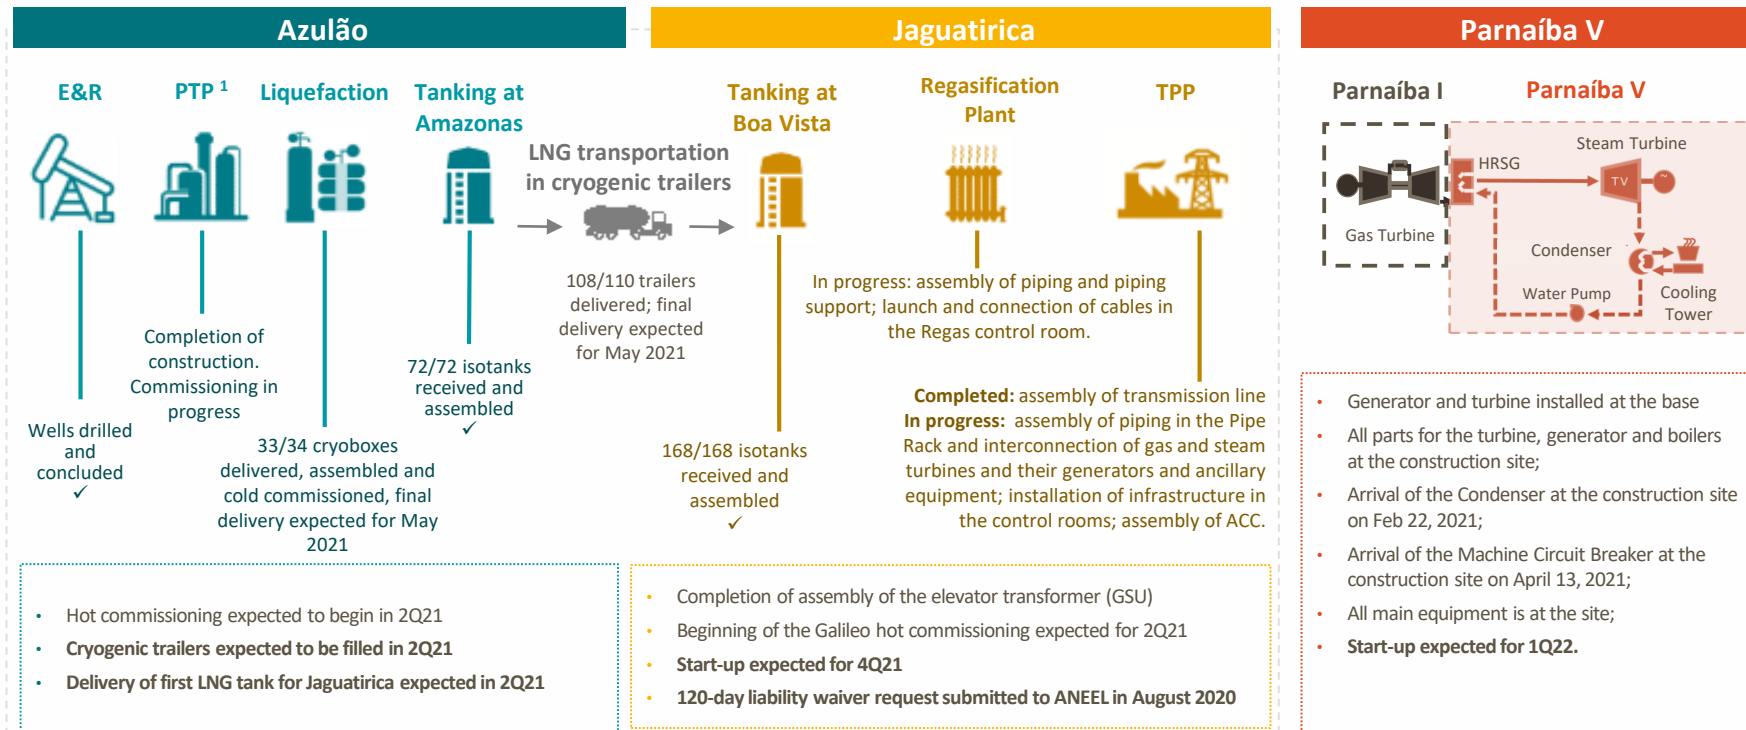 Azulão
E&R
PTP 1
Liquefaction
Tanking at
Amazonas
LNG transportation
in cryogenic trailers
108/110 trailers
delivered; final
delivery expected
for May 2021
Wells drilled
and
concluded
✓
Completion of
construction.
Commissioning in
progress
33/34 cryoboxes
delivered, assembled and
cold commissioned, final
delivery expected for May
2021
72/72 isotanks
received and
assembled
✓
• Hot commissioning expected to begin in 2Q21
• Cryogenic trailers expected to be filled in 2Q21
• Delivery of first LNG tank for Jaguatirica expected in 2Q21
Jaguatirica
Tanking at
Boa Vista
Regasification
Plant
TPP
168/168 isotanks
received and
assembled
✓
In progress: assembly of piping and piping
support; launch and connection of cables in
the Regas control room.
Completed: assembly of transmission line
In progress: assembly of piping in the Pipe
Rack and interconnection of gas and steam
turbines and their generators and ancillary
equipment; installation of infrastructure in
the control rooms; assembly of ACC.
• Completion of assembly of the elevator transformer (GSU)
• Beginning of the Galileo hot commissioning expected for 2Q21
• Start-up expected for 4Q21
• 120-day liability waiver request submitted to ANEEL in August 2020
Parnaíba V
Parnaíba I
Parnaíba V
Gas Turbine
HRSG
Steam Turbine
TV
~
Condenser
Water Pump
Cooling
Tower
• Generator and turbine installed at the base
• All parts for the turbine, generator and boilers
at the construction site;
• Arrival of the Condenser at the construction site
on Feb 22, 2021;
• Arrival of the Machine Circuit Breaker at the
construction site on April 13, 2021;
• All main equipment is at the site;
• Start-up expected for 1Q22.